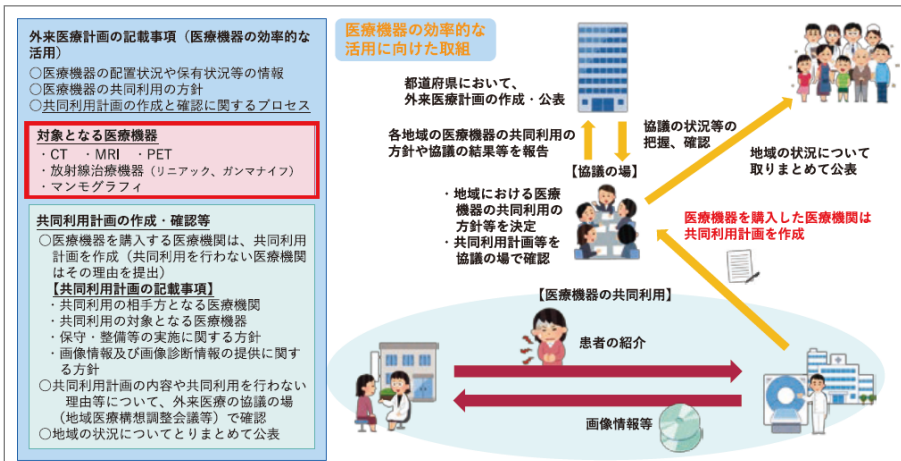 外来医療計画の記載事項（医療機器の効率的な
活用）
○医療機器の配置状況や保有状況等の情報
○医療機器の共同利用の方針
○共同利用計画の作成と確認に関するプロセス
対象となる医療機器
・CT ・MRI ・PET
・放射線治療機器（リニアック、ガンマナイフ）
・マンモグラフィ
共同利用計画の作成・確認等
○医療機器を購入する医療機関は、共同利用
計画を作成（共同利用を行わない医療機関
はその理由を提出）
【共同利用計画の記載事項】
・共同利用の相手方となる医療機関
・共同利用の対象となる医療機器
・保守・整備等の実施に関する方針
・画像情報及び画像診断情報の提供に関す
る方針
○共同利用計画の内容や共同利用を行わない
理由等について、外来医療の協議の場
（地域医療構想調整会議等）で確認
○地域の状況についてとりまとめて公表
医療機器の効率的な
活用に向けた取組
都道府県において、
外来医療計画の作成・公表
各地域の医療機器の共同利用の
方針や協議の結果等を報告
協議の状況等の
把握、確認
地域の状況について
取りまとめて公表
【協議の場】
・地域における医療
機器の共同利用の
方針等を決定
・共同利用計画等を
協議の場で確認
医療機器を購入した医療機関は
共同利用計画を作成
【医療機器の共同利用】
患者の紹介
画像情報等